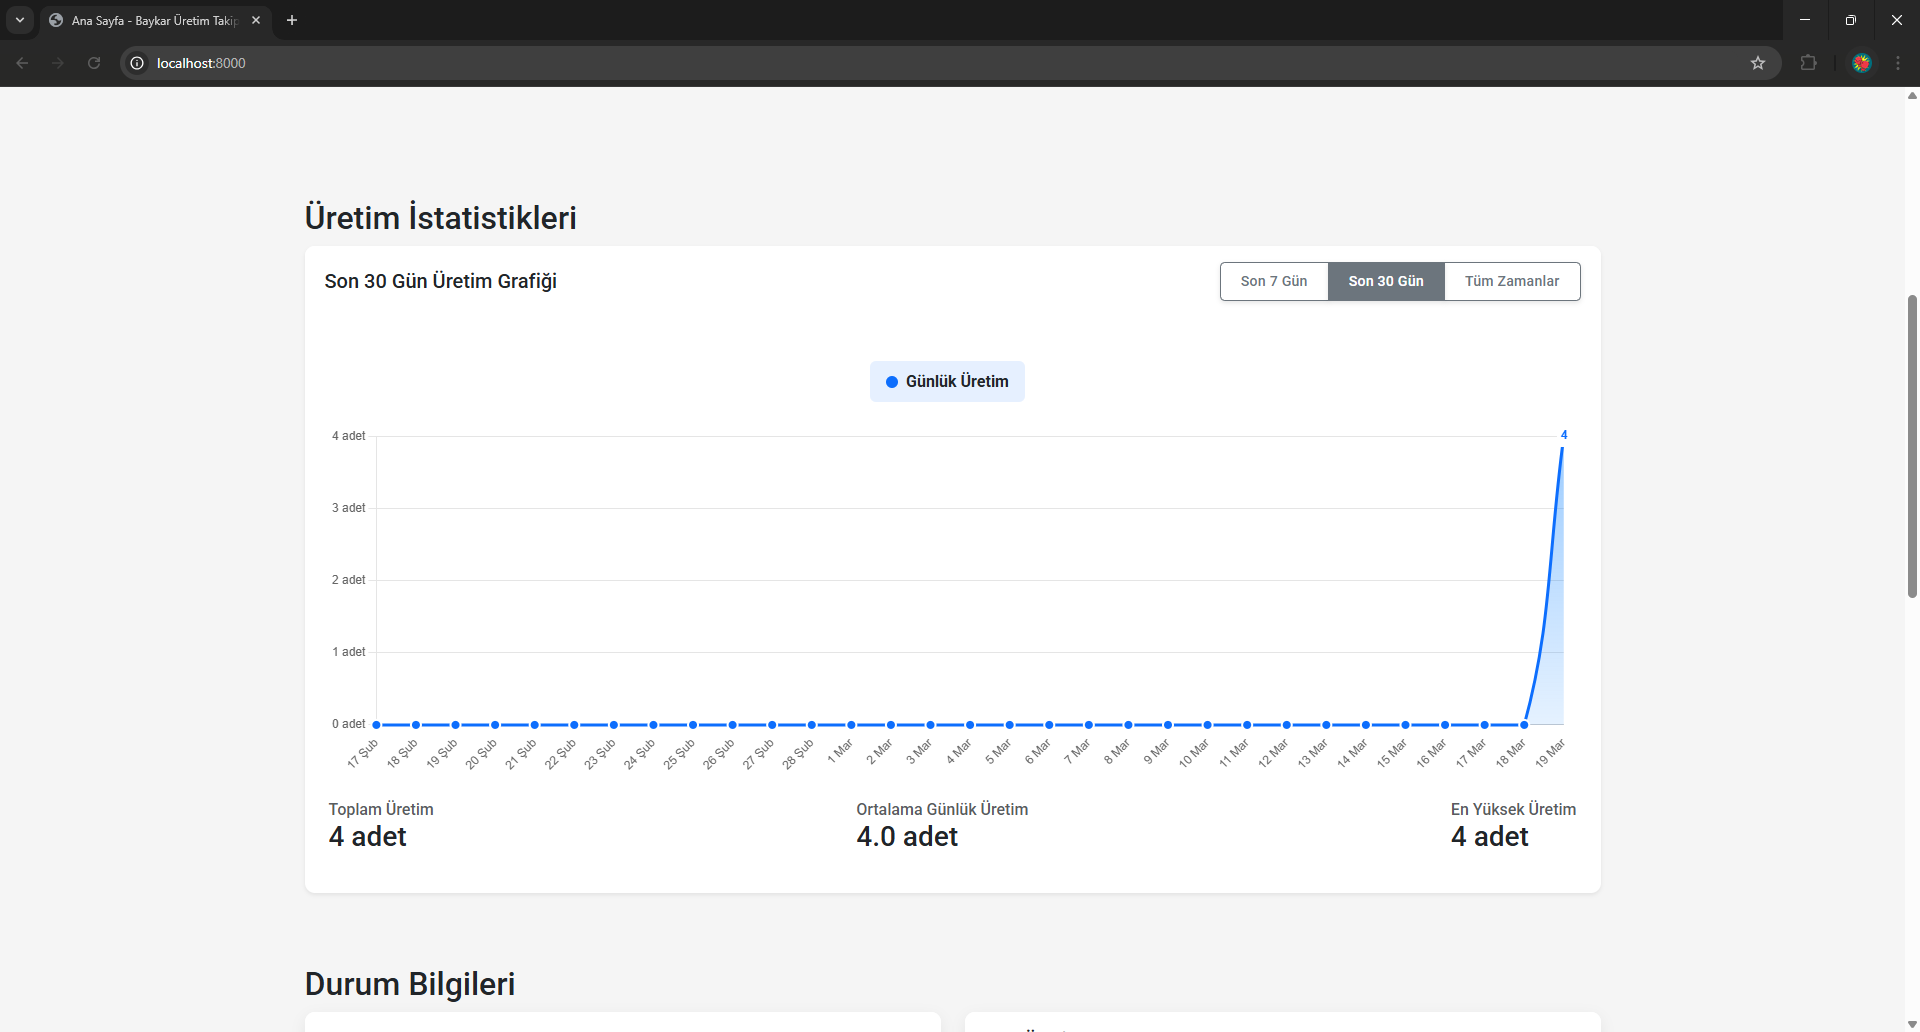 Ana Sayfa - Baykar Üretim Takip
localhost:8000
Üretim İstatistikleri
Son 30 Gün Üretim Grafiği
Son 7 Gün
Son 30 Gün
Tüm Zamanlar
Günlük Üretim
4 adet
4
3 adet
2 adet
1 adet
0 adet
17 Şub
18 Şub
19 Şub
20 Şub
21 Şub
22 Şub
23 Şub
24 Şub
25 Şub
26 Şub
27 Şub
28 Şub
1 Mar
2 Mar
3 Mar
4 Mar
5 Mar
6 Mar
7 Mar
8 Mar
9 Mar
10 Mar
11 Mar
12 Mar
13 Mar
14 Mar
15 Mar
16 Mar
17 Mar
18 Mar
19 Mar
Toplam Üretim
4 adet
Ortalama Günlük Üretim
4.0 adet
En Yüksek Üretim
4 adet
Durum Bilgileri